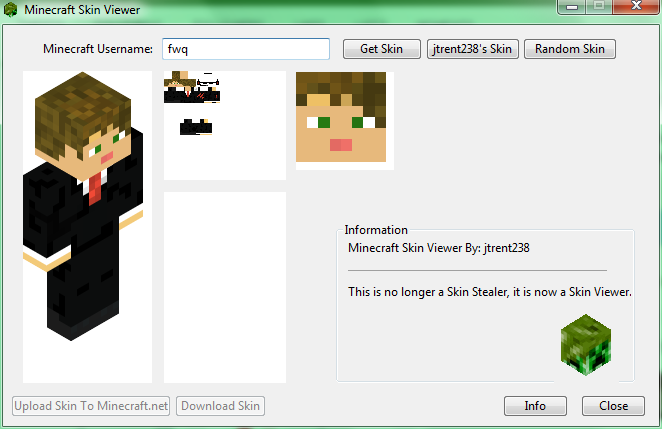 Minecraft Skin Viewer
Minecraft Username: fwq Get Skin jtrent238's Skin Random Skin
Information
Minecraft Skin Viewer By: jtrent238
This is no longer a Skin Stealer, it is now a Skin Viewer.
Upload Skin To Minecraft.net Download Skin Info Close